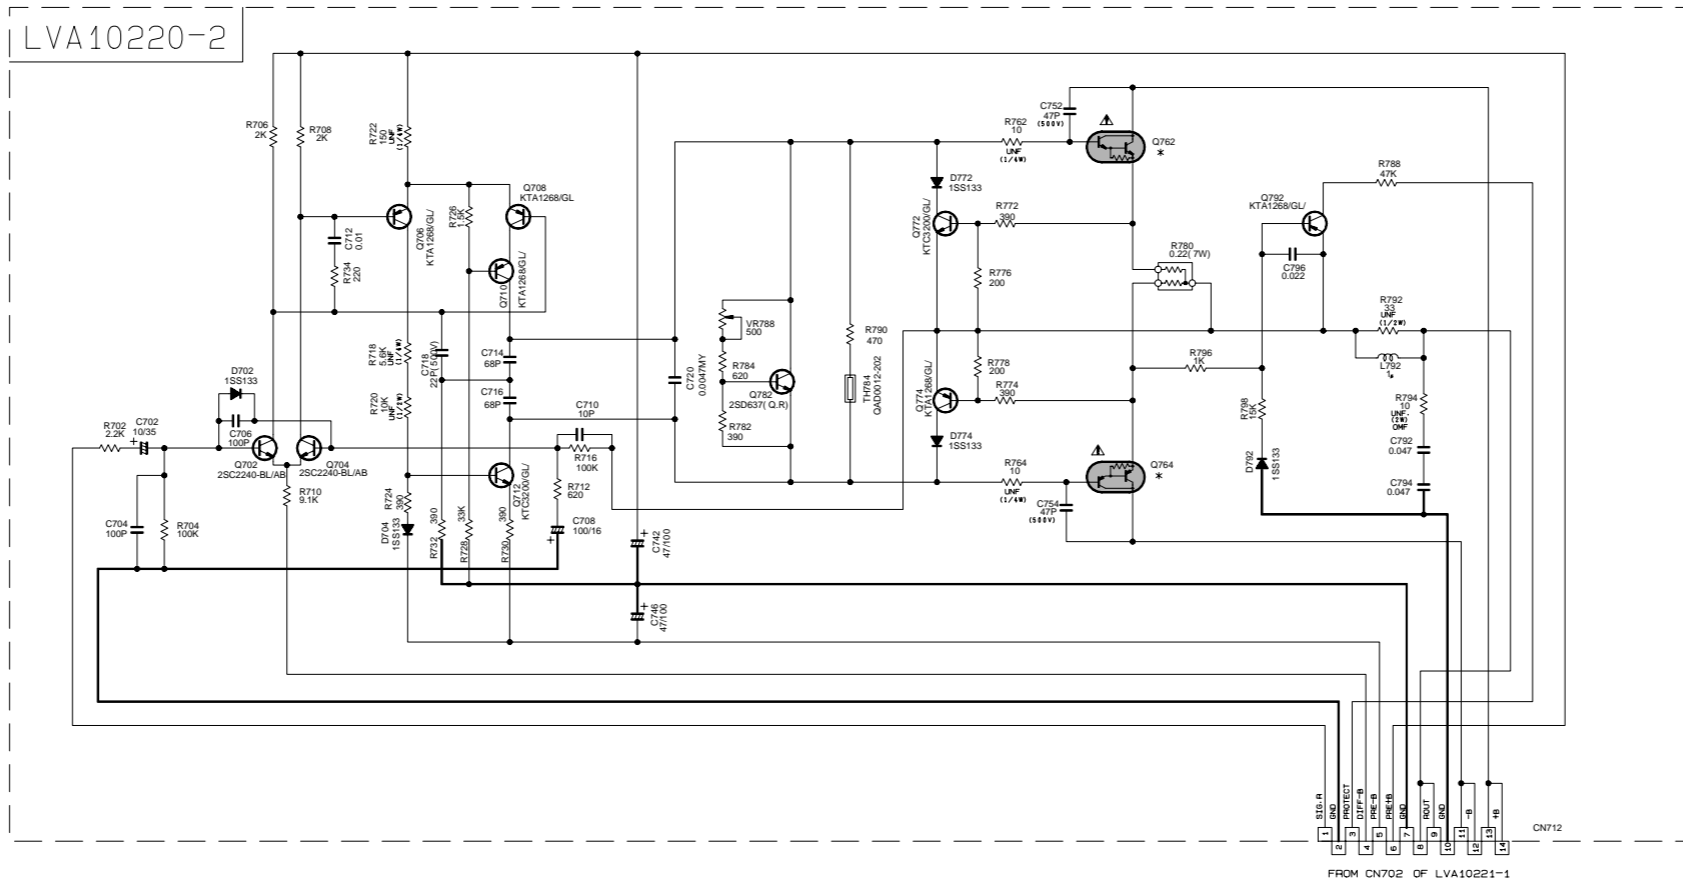 LVA10220-2
R706
2K
R708
2K
R722
150
UNF
(1/4W)
Q708
KTA1268/GL
R726
1.5K
Q706
KTA1268/GL/
C712
0.01
R734
220
Q710
KTA1268/GL/
R718
5.6K
UNF
(1/4W)
C718
22P(500V)
C714
68P
C716
68P
R720
10K
UNF
(1/2W)
D702
1SS133
C706
100P
R702
2.2K
+
C702
10/35
Q702
2SC2240-BL/AB
Q704
2SC2240-BL/AB
R710
9.1K
C704
100P
R704
100K
R724
390
D704
1SS133
R732
390
R728
33K
R730
390
Q712
KTC3200/GL/
C710
10P
R716
100K
R712
620
C708
100/16
+
C742
47/100
+
C746
47/100
+
C720
0.0047MY
VR788
500
R784
620
Q782
2SD637( Q.R)
R782
390
R790
470
TH784
QAD0012-202
D772
1SS133
Q772
KTC3200/GL/
R772
390
R776
200
R778
200
R774
390
Q774
KTA1268/GL/
D774
1SS133
R762
10
UNF
(1/4W)
C752
47P
(500V)
Q762
*
R764
10
UNF
(1/4W)
C754
47P
(500V)
Q764
*
R780
0.22( 7W)
Q792
KTA1268/GL/
R788
47K
C796
0.022
R796
1K
R798
15K
D792
1SS133
R792
33
UNF
(1/2W)
L792
1µ
R794
10
UNF.
(2W)
OMF
C792
0.047
C794
0.047
SIG.R
GND
PROTECT
DIFF-B
PRE-B
PRE+B
GND
ROUT
GND
-B
+B
1
2
3
4
5
6
7
8
9
10
11
12
13
14
CN712
FROM CN702 OF LVA10221-1